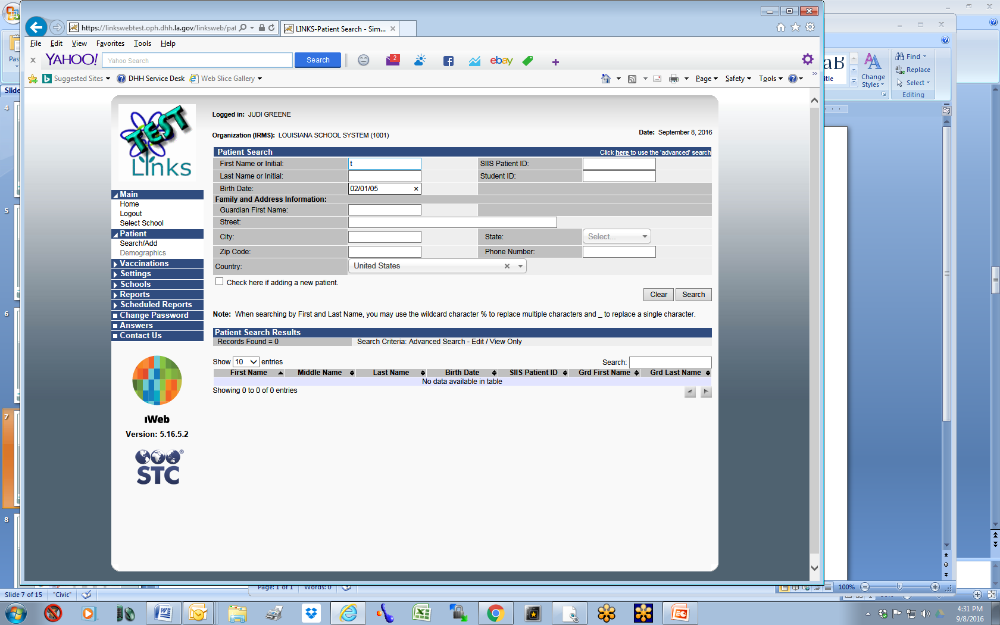 https://linkswebtest.oph.dhh.la.gov/linksweb/pat
LINKS-Patient Search - Sim...
File Edit View Favorites Tools Help
YAHOO! Yahoo Search Search 2 ebay
Suggested Sites DHH Service Desk Web Slice Gallery Page Safety Tools
Find
Replace
Select
Change
Styles
Editing
Slide
4
5
6
7
8
TEST
Links
Logged in: JUDI GREENE
Organization (IRMS): LOUISIANA SCHOOL SYSTEM (1001)
Date: September 8, 2016
Patient Search Click here to use the 'advanced' search
First Name or Initial: t SIIS Patient ID:
Last Name or Initial: Student ID:
Birth Date: 02/01/05
Family and Address Information:
Guardian First Name:
Street:
City: State: Select...
Zip Code: Phone Number:
Country: United States
Check here if adding a new patient.
Clear Search
Note: When searching by First and Last Name, you may use the wildcard character % to replace multiple characters and _ to replace a single character.
Patient Search Results
Records Found = 0 Search Criteria: Advanced Search - Edit / View Only
Show 10 entries Search:
First Name Middle Name Last Name Birth Date SIIS Patient ID Grd First Name Grd Last Name
No data available in table
Showing 0 to 0 of 0 entries
Main
Home
Logout
Select School
Patient
Search/Add
Demographics
Vaccinations
Settings
Schools
Reports
Scheduled Reports
Change Password
Answers
Contact Us
iWeb
Version: 5.16.5.2
STC
Page: 1 of 1 Words: 0
100%
Slide 7 of 15 "Civic"
4:31 PM
9/8/2016